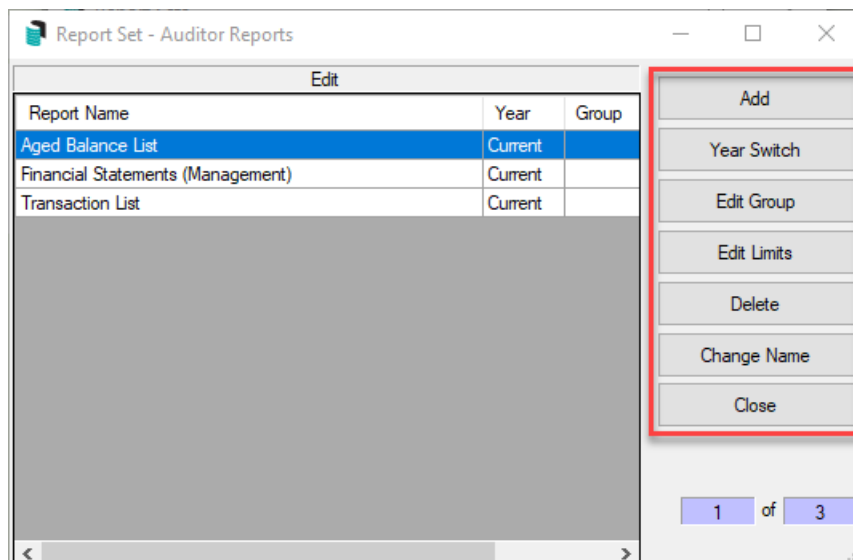 Report Set - Auditor Reports
Edit
Report Name Year Group
Aged Balance List Current
Financial Statements (Management) Current
Transaction List Current
Add
Year Switch
Edit Group
Edit Limits
Delete
Change Name
Close
1 of 3